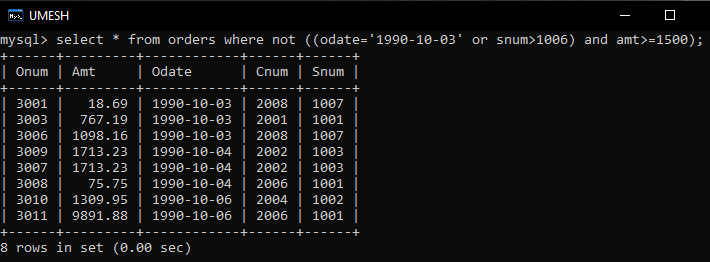 UMESH
mysql> select * from orders where not ((odate='1990-10-03' or snum>1006) and amt>=1500);
+------+---------+------------+------+------+
| Onum | Amt     | Odate      | Cnum | Snum |
+------+---------+------------+------+------+
| 3001 |   18.69 | 1990-10-03 | 2008 | 1007 |
| 3003 |  767.19 | 1990-10-03 | 2001 | 1001 |
| 3006 | 1098.16 | 1990-10-03 | 2008 | 1007 |
| 3009 | 1713.23 | 1990-10-04 | 2002 | 1003 |
| 3007 | 1713.23 | 1990-10-04 | 2002 | 1003 |
| 3008 |   75.75 | 1990-10-04 | 2006 | 1001 |
| 3010 | 1309.95 | 1990-10-06 | 2004 | 1002 |
| 3011 | 9891.88 | 1990-10-06 | 2006 | 1001 |
+------+---------+------------+------+------+
8 rows in set (0.00 sec)